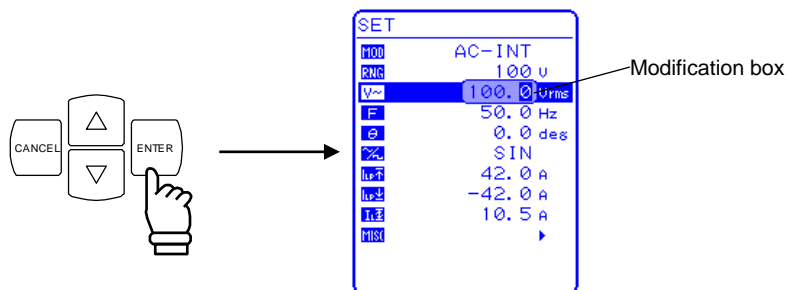 CANCEL
△
▽
ENTER
SET
MOD AC-INT
RNG 100 V
V~ 100.0 Vrms
F 50.0 Hz
θ 0.0 deg
SIN
42.0 A
-42.0 A
10.5 A
MISC ▶
Modification box